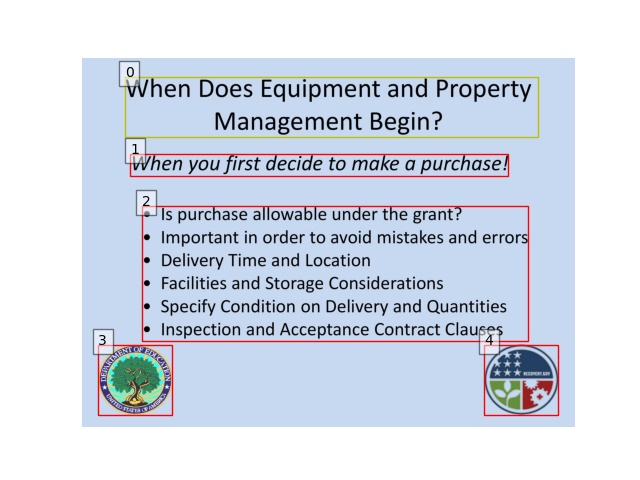 0
When Does Equipment and Property
Management Begin?
1
When you first decide to make a purchase!
2
• Is purchase allowable under the grant?
• Important in order to avoid mistakes and errors
• Delivery Time and Location
• Facilities and Storage Considerations
• Specify Condition on Delivery and Quantities
• Inspection and Acceptance Contract Clauses
3
4
DEPARTMENT OF EDUCATION
UNITED STATES OF AMERICA
RECOVERY.GOV